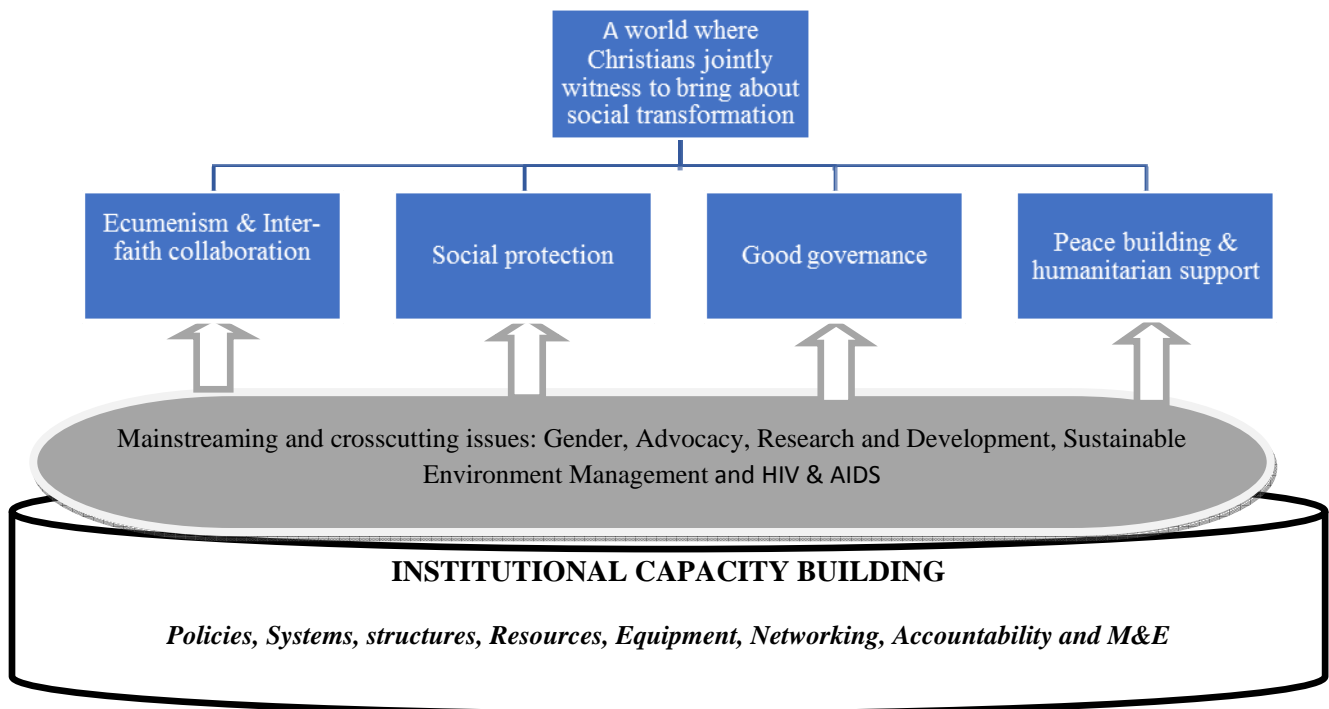 A world where
Christians jointly
witness to bring about
social transformation
Ecumenism & Inter-
faith collaboration
Social protection
Good governance
Peace building &
humanitarian support
Mainstreaming and crosscutting issues: Gender, Advocacy, Research and Development, Sustainable
Environment Management and HIV & AIDS
INSTITUTIONAL CAPACITY BUILDING
Policies, Systems, structures, Resources, Equipment, Networking, Accountability and M&E